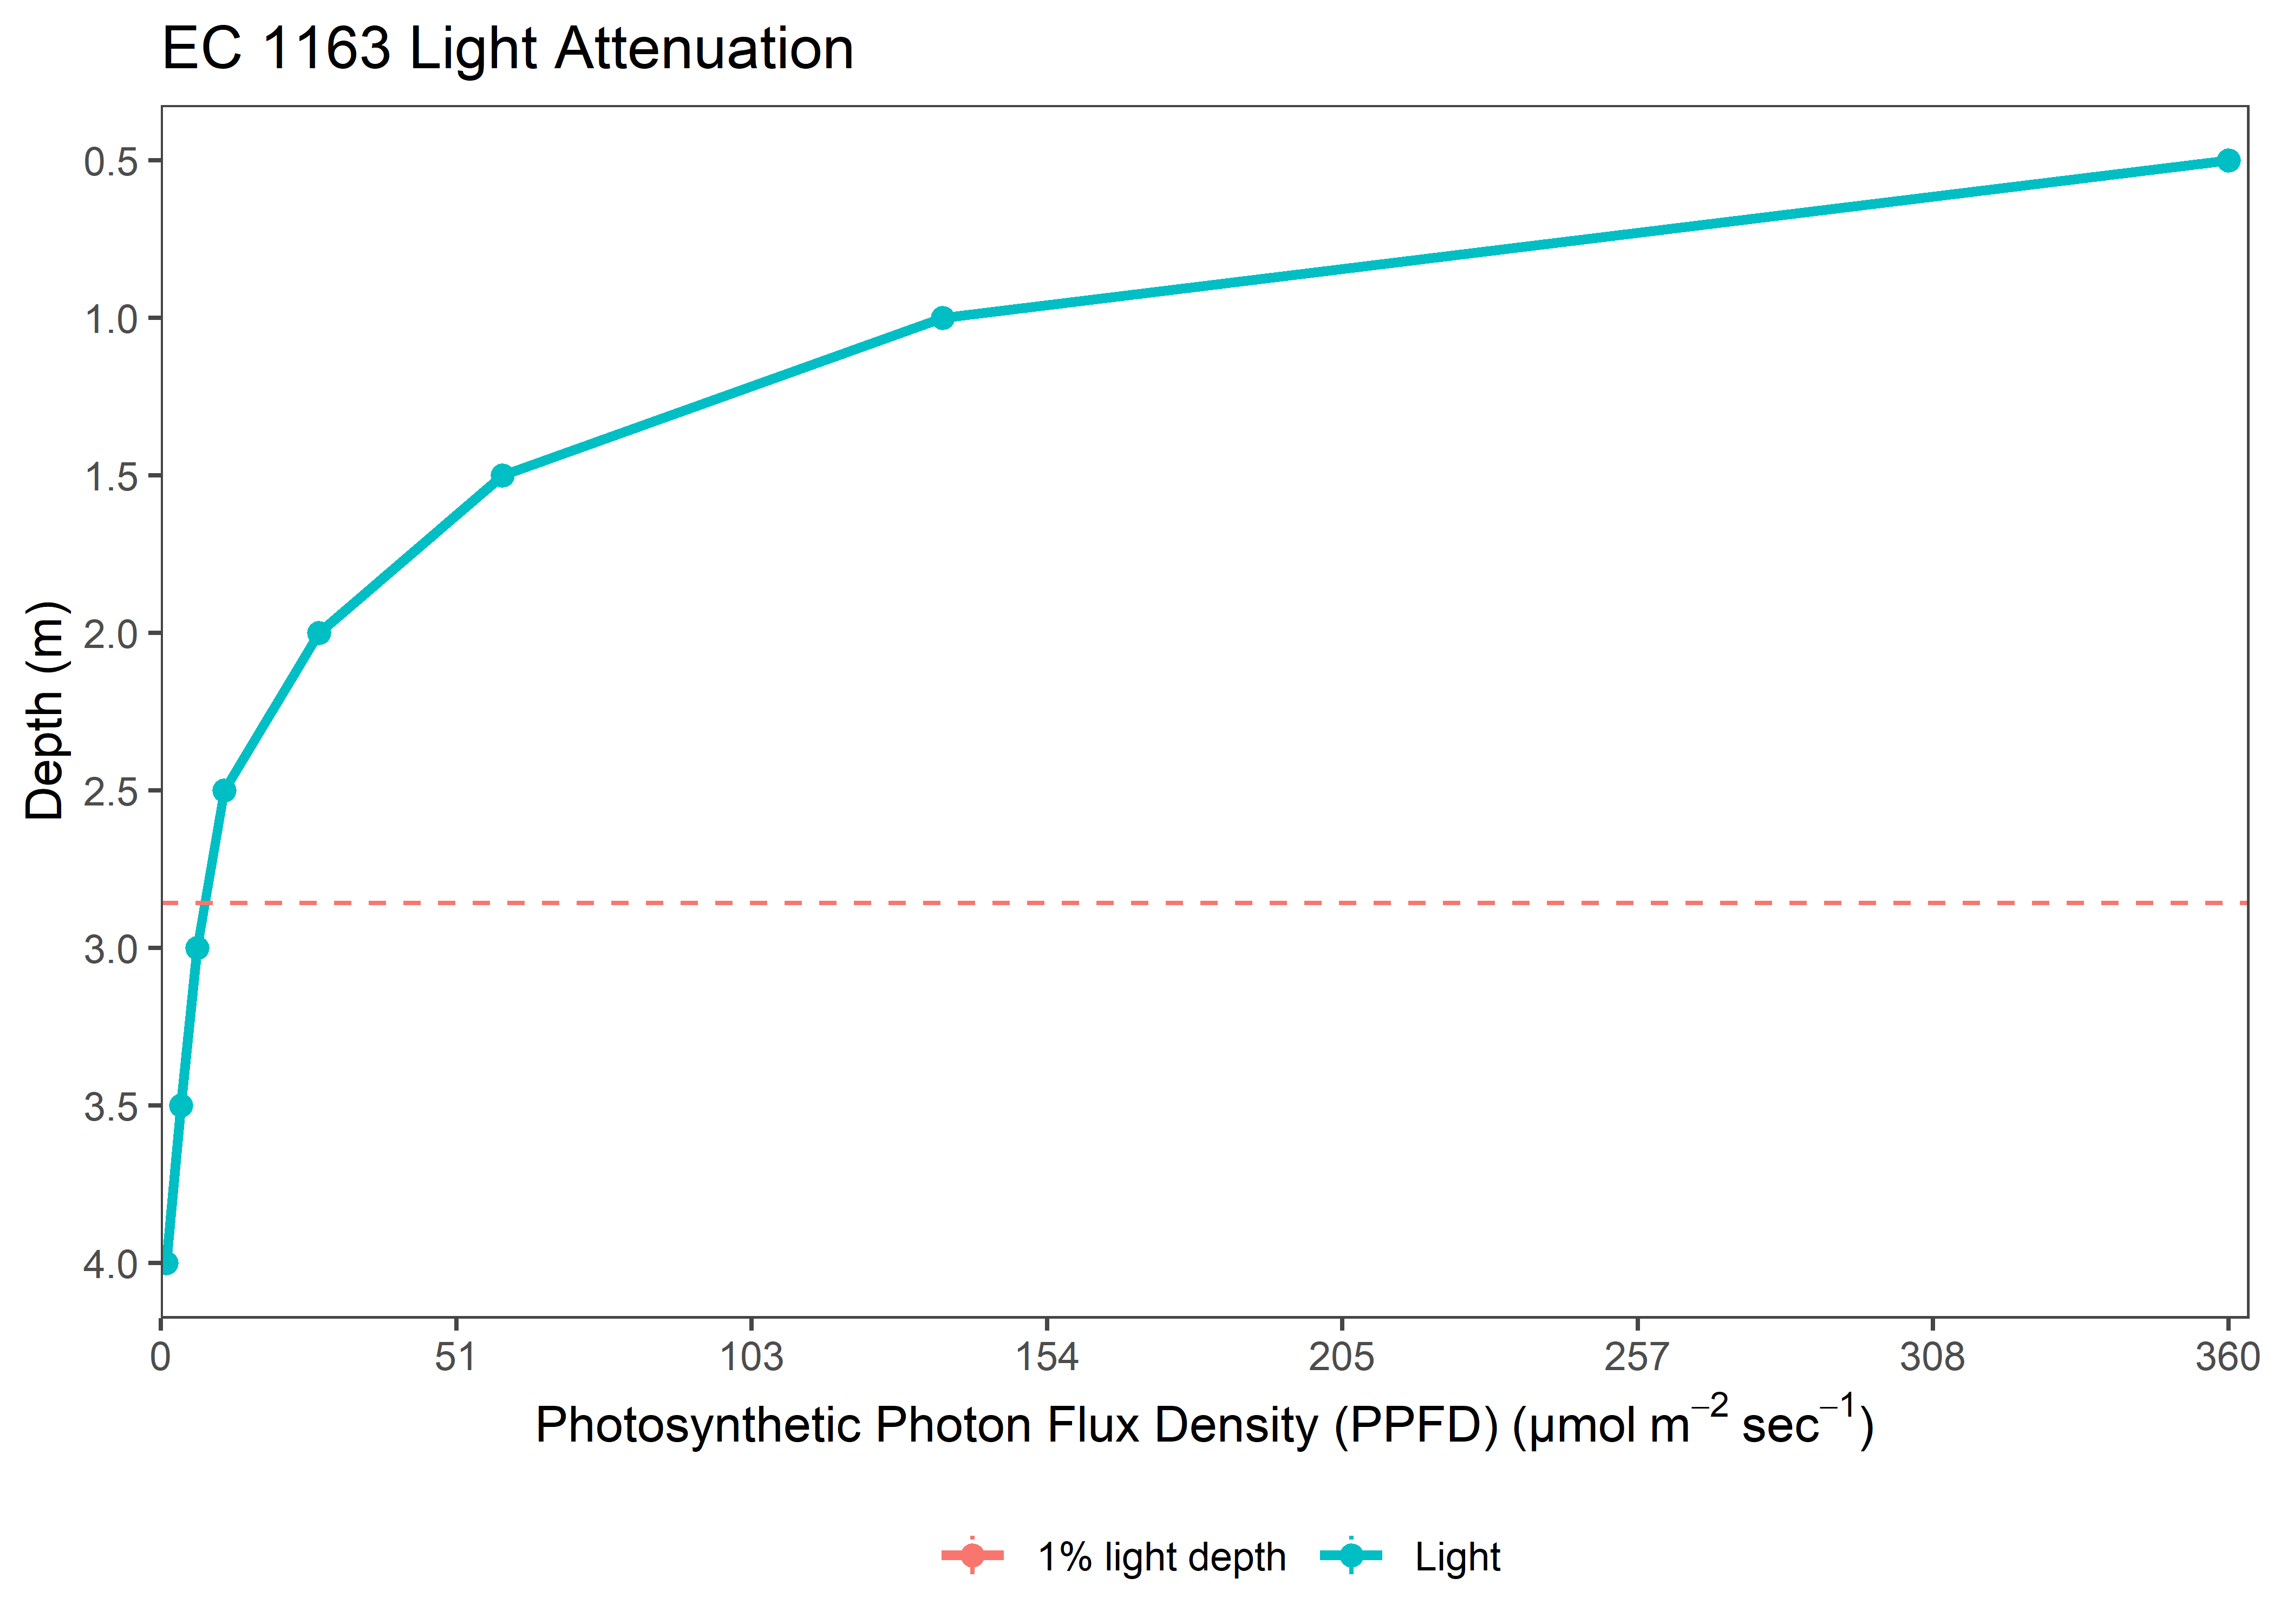 EC 1163 Light Attenuation
Depth (m)
0.5
1.0
1.5
2.0
2.5
3.0
3.5
4.0
0 51 103 154 205 257 308 360
Photosynthetic Photon Flux Density (PPFD) (μmol m⁻² sec⁻¹)
1% light depth Light